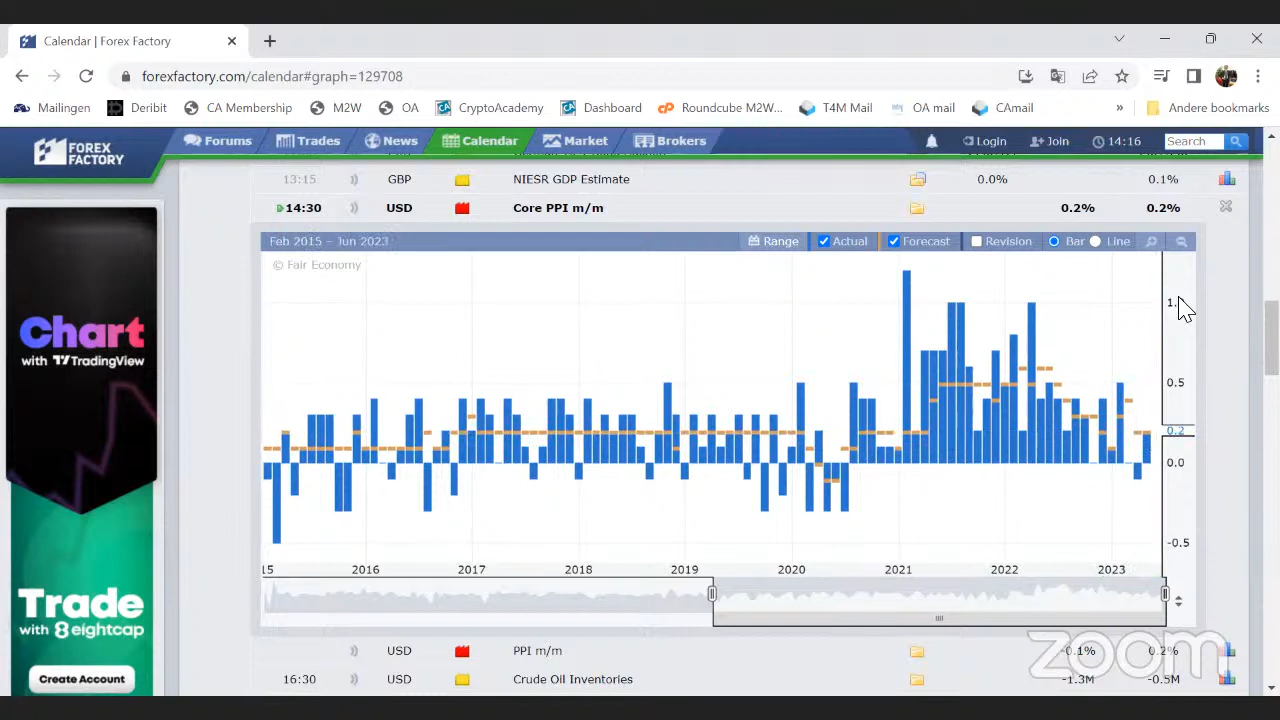 Calendar | Forex Factory
forexfactory.com/calendar#graph=129708
Mailingen Deribit CA Membership M2W OA CryptoAcademy Dashboard Roundcube M2W... T4M Mail OA mail CAmail » Andere bookmarks
FOREX FACTORY Forums Trades News Calendar Market Brokers Login Join 14:16 Search
13:15 GBP NIESR GDP Estimate 0.0% 0.1%
14:30 USD Core PPI m/m 0.2% 0.2%
Feb 2015 – Jun 2023 Range Actual Forecast Revision Bar Line
© Fair Economy
0.5
0.2
0.0
-0.5
15 2016 2017 2018 2019 2020 2021 2022 2023
USD PPI m/m -0.1% 0.2%
16:30 USD Crude Oil Inventories -1.3M -0.5M
Chart
with TradingView
Trade
with 8eightcap
Create Account
zoom